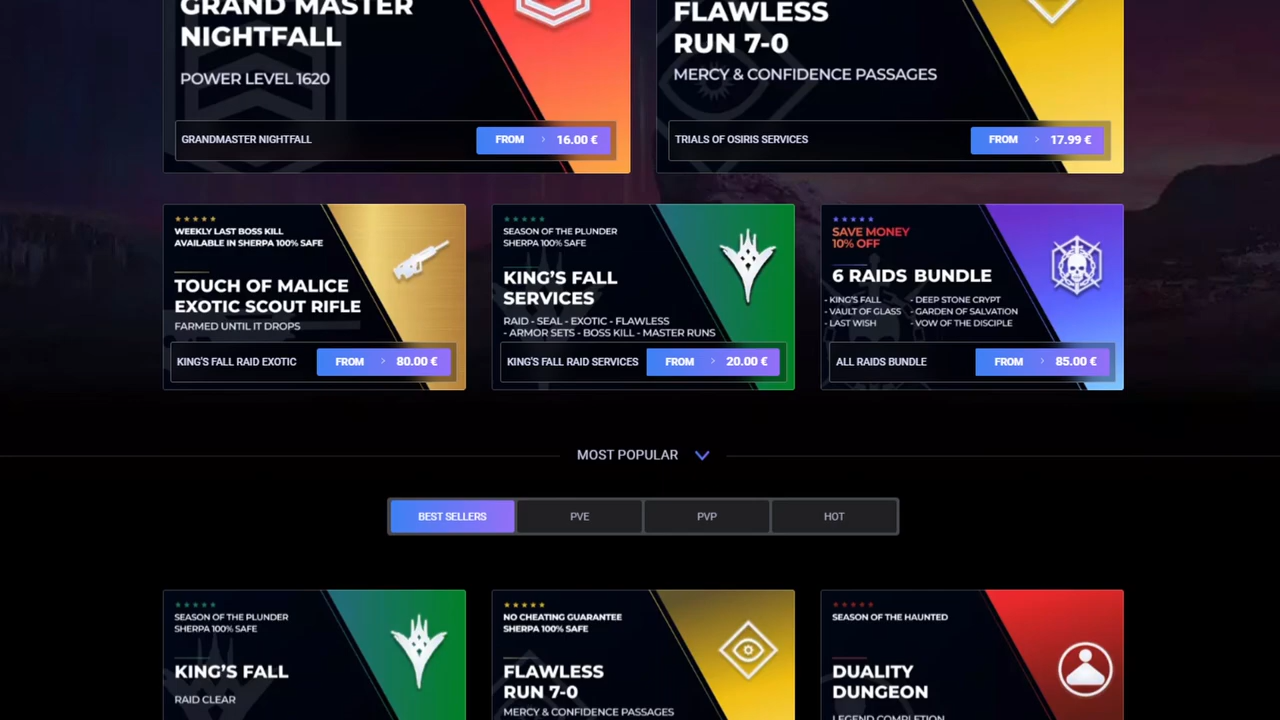 GRAND MASTER
NIGHTFALL
POWER LEVEL 1620
GRANDMASTER NIGHTFALL
FROM > 16.00 €
FLAWLESS
RUN 7-0
MERCY & CONFIDENCE PASSAGES
TRIALS OF OSIRIS SERVICES
FROM > 17.99 €
WEEKLY LAST BOSS KILL
AVAILABLE IN SHERPA 100% SAFE
TOUCH OF MALICE
EXOTIC SCOUT RIFLE
FARMED UNTIL IT DROPS
KING'S FALL RAID EXOTIC
FROM > 80.00 €
SEASON OF THE PLUNDER
SHERPA 100% SAFE
KING'S FALL
SERVICES
RAID - SEAL - EXOTIC - FLAWLESS
- ARMOR SETS - BOSS KILL - MASTER RUNS
KING'S FALL RAID SERVICES
FROM > 20.00 €
SAVE MONEY
10% OFF
6 RAIDS BUNDLE
- KING'S FALL - DEEP STONE CRYPT
- VAULT OF GLASS - GARDEN OF SALVATION
- LAST WISH - VOW OF THE DISCIPLE
ALL RAIDS BUNDLE
FROM > 85.00 €
MOST POPULAR
BEST SELLERS
PVE
PVP
HOT
SEASON OF THE PLUNDER
SHERPA 100% SAFE
KING'S FALL
RAID CLEAR
NO CHEATING GUARANTEE
SHERPA 100% SAFE
FLAWLESS
RUN 7-0
MERCY & CONFIDENCE PASSAGES
SEASON OF THE HAUNTED
DUALITY
DUNGEON
LEGEND COMPLETION